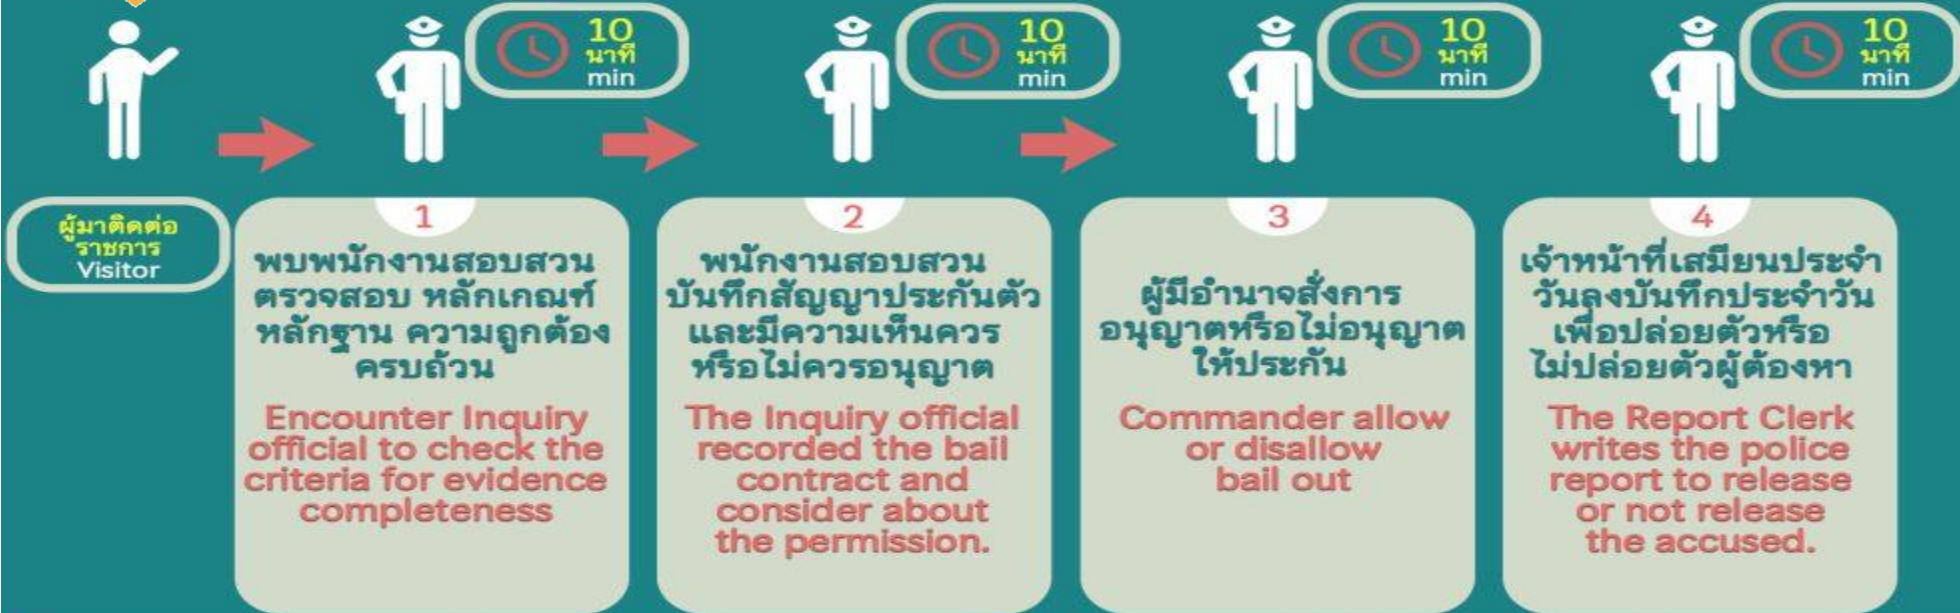 10
นาที
min
10
นาที
min
10
นาที
min
10
นาที
min
ผู้มาติดต่อ
ราชการ
Visitor
1
พบพนักงานสอบสวน
ตรวจสอบ หลักเกณฑ์
หลักฐาน ความถูกต้อง
ครบถ้วน
Encounter Inquiry
official to check the
criteria for evidence
completeness
2
พนักงานสอบสวน
บันทึกสัญญาประกันตัว
และมีความเห็นควร
หรือไม่ควรอนุญาต
The Inquiry official
recorded the bail
contract and
consider about
the permission.
3
ผู้มีอำนาจสั่งการ
อนุญาตหรือไม่อนุญาต
ให้ประกัน
Commander allow
or disallow
bail out
4
เจ้าหน้าที่เสมียนประจำ
วันลงบันทึกประจำวัน
เพื่อปล่อยตัวหรือ
ไม่ปล่อยตัวผู้ต้องหา
The Report Clerk
writes the police
report to release
or not release
the accused.